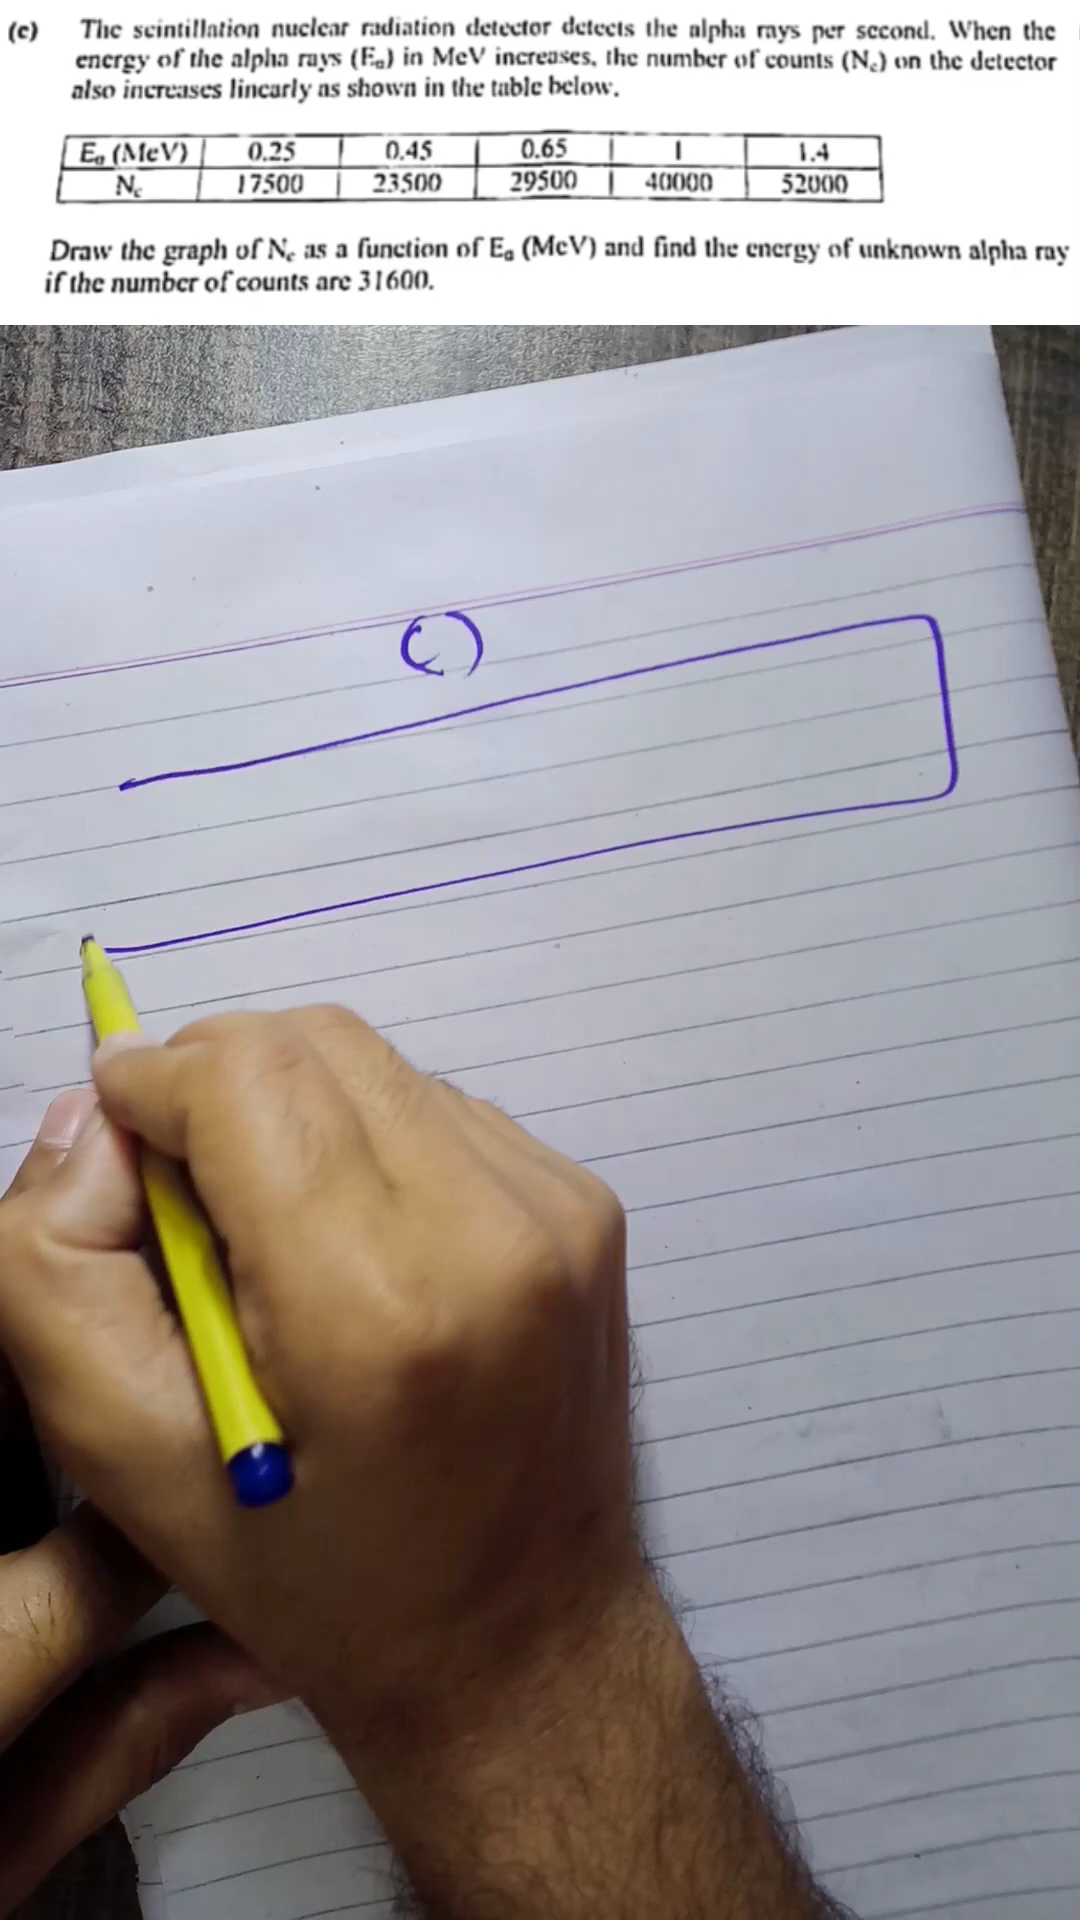 (c) The scintillation nuclear radiation detector detects the alpha rays per second. When the
energy of the alpha rays (Eα) in MeV increases, the number of counts (Nc) on the detector
also increases linearly as shown in the table below.
Eα (MeV) 0.25 0.45 0.65 1 1.4
Nc 17500 23500 29500 40000 52000
Draw the graph of Nc as a function of Eα (MeV) and find the energy of unknown alpha ray
if the number of counts are 31600.
( )